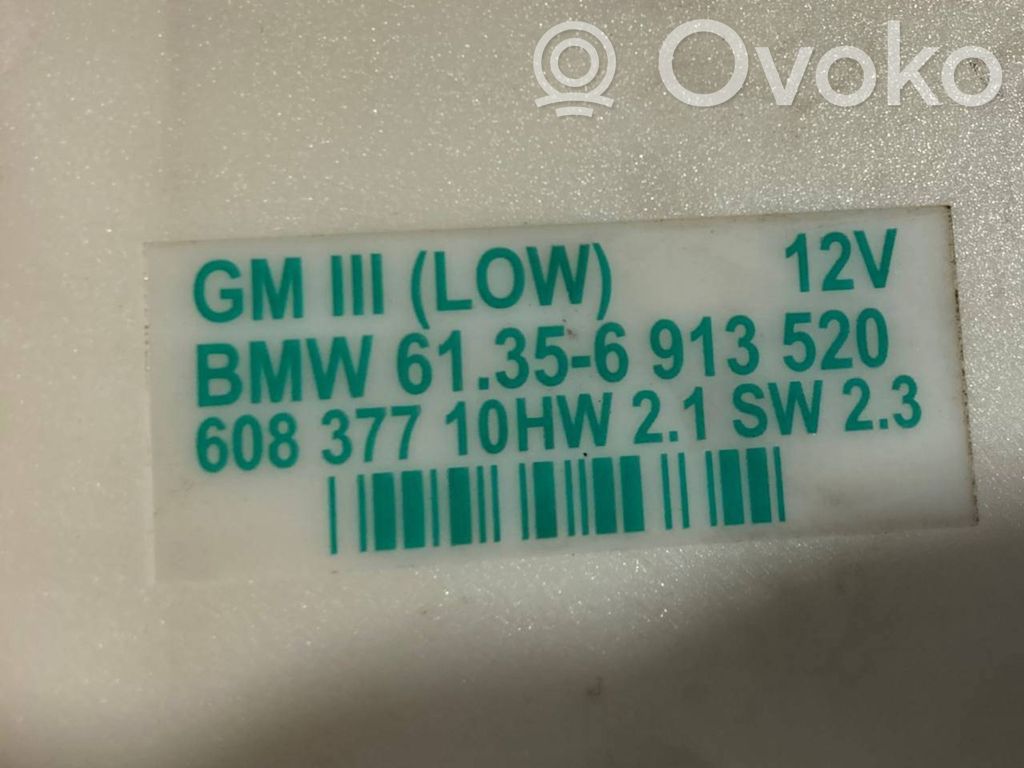 Ovoko
GM III (LOW) 12V
BMW 61.35-6 913 520
608 377 10HW 2.1 SW 2.3